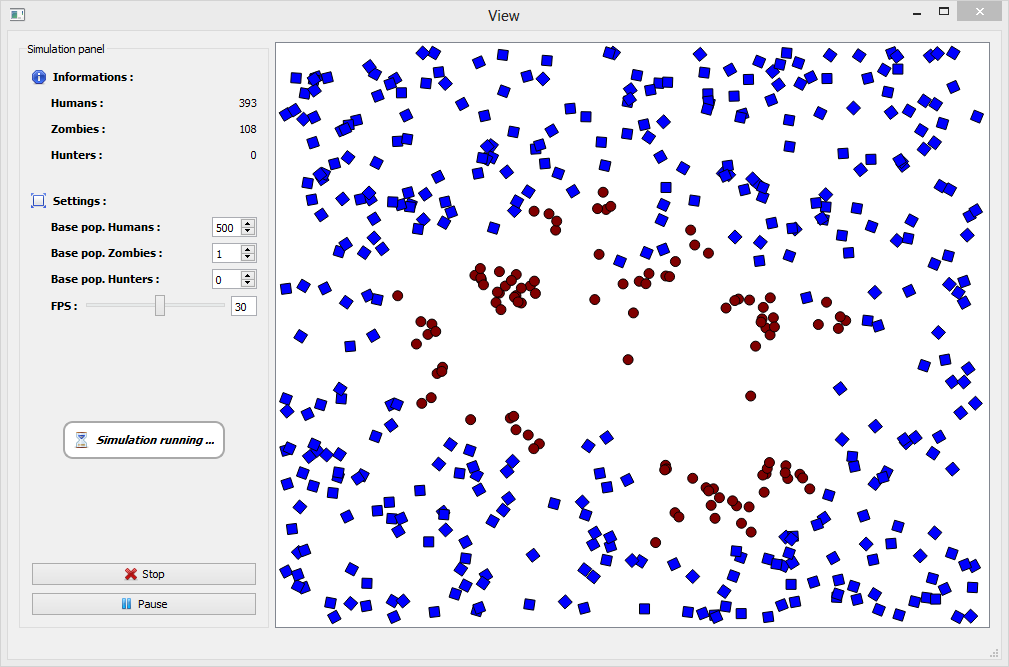 View
Simulation panel
Informations :
Humans : 393
Zombies : 108
Hunters : 0
Settings :
Base pop. Humans : 500
Base pop. Zombies : 1
Base pop. Hunters : 0
FPS : 30
Simulation running ...
Stop
Pause